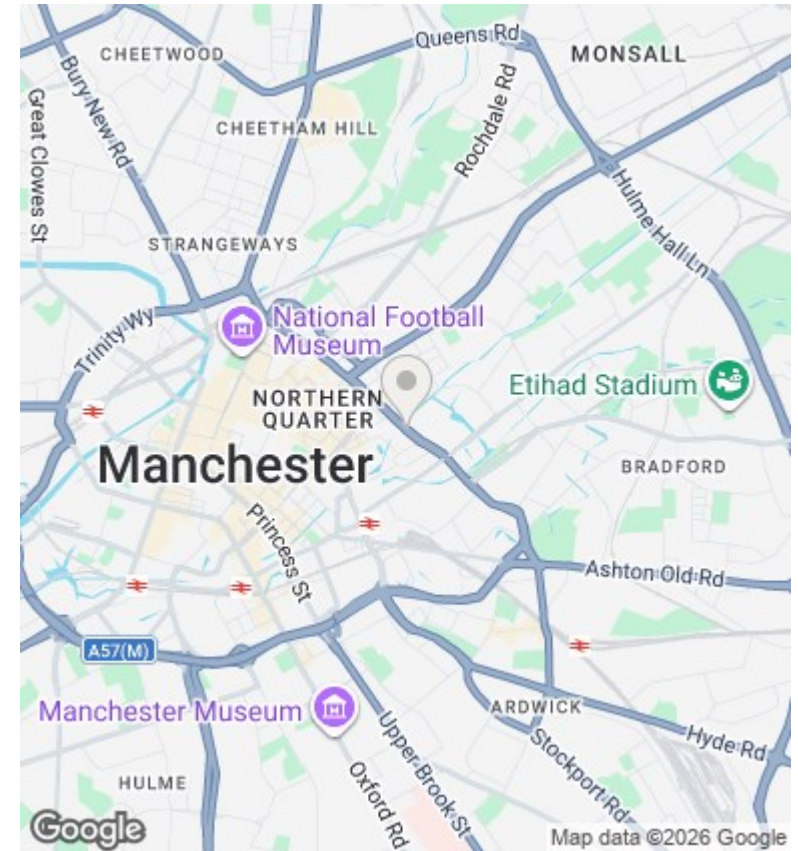 Queens Rd
CHEETWOOD
MONSALL
Bury New Rd
Great Clowes St
Rochdale Rd
CHEETHAM HILL
Hulme Hall Ln
STRANGEWAYS
Trinity Wy
National Football
Museum
Etihad Stadium
NORTHERN
QUARTER
Manchester
BRADFORD
Princess St
Ashton Old Rd
A57(M)
Manchester Museum
ARDWICK
Hyde Rd
Stockport Rd
Upper Brook St
Oxford Rd
HULME
Google
Map data ©2026 Google